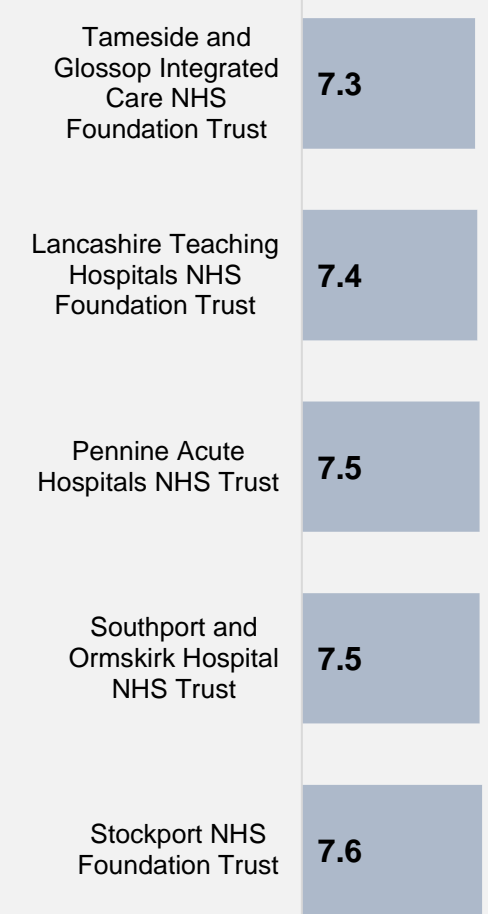 Tameside and
Glossop Integrated
Care NHS
Foundation Trust
7.3
Lancashire Teaching
Hospitals NHS
Foundation Trust
7.4
Pennine Acute
Hospitals NHS Trust
7.5
Southport and
Ormskirk Hospital
NHS Trust
7.5
Stockport NHS
Foundation Trust
7.6